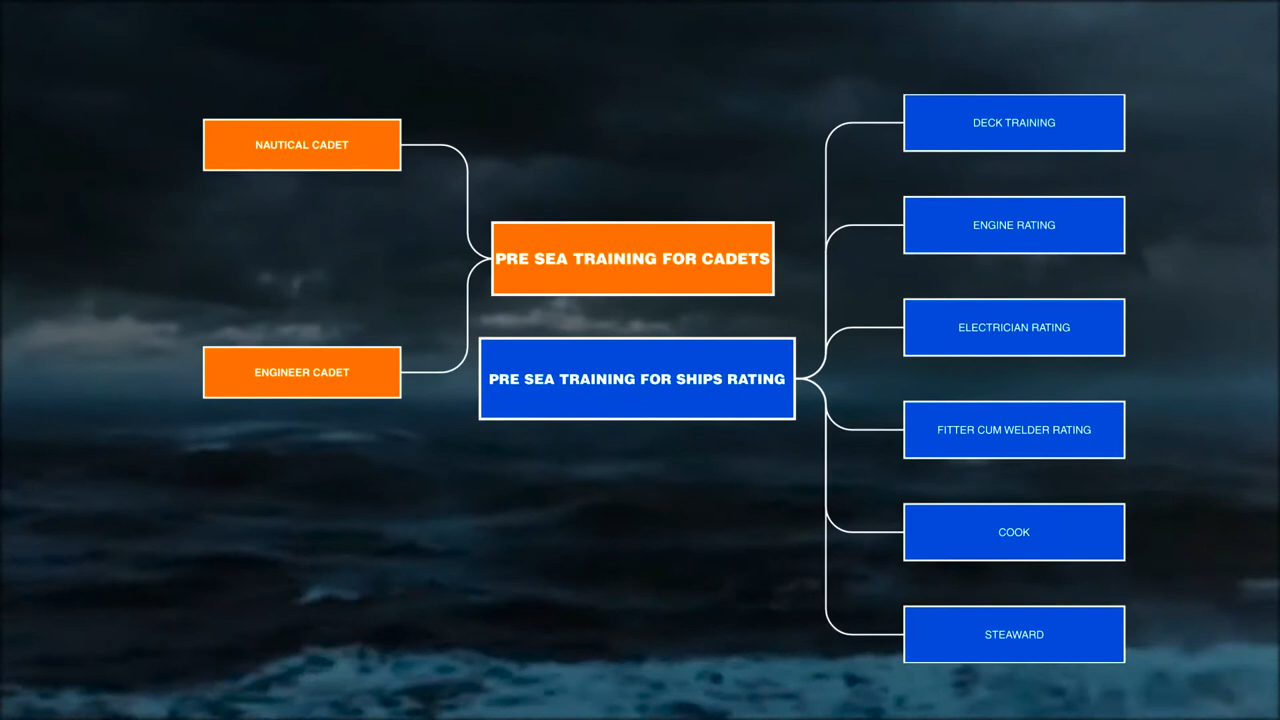 NAUTICAL CADET
ENGINEER CADET
PRE SEA TRAINING FOR CADETS
PRE SEA TRAINING FOR SHIPS RATING
DECK TRAINING
ENGINE RATING
ELECTRICIAN RATING
FITTER CUM WELDER RATING
COOK
STEAWARD